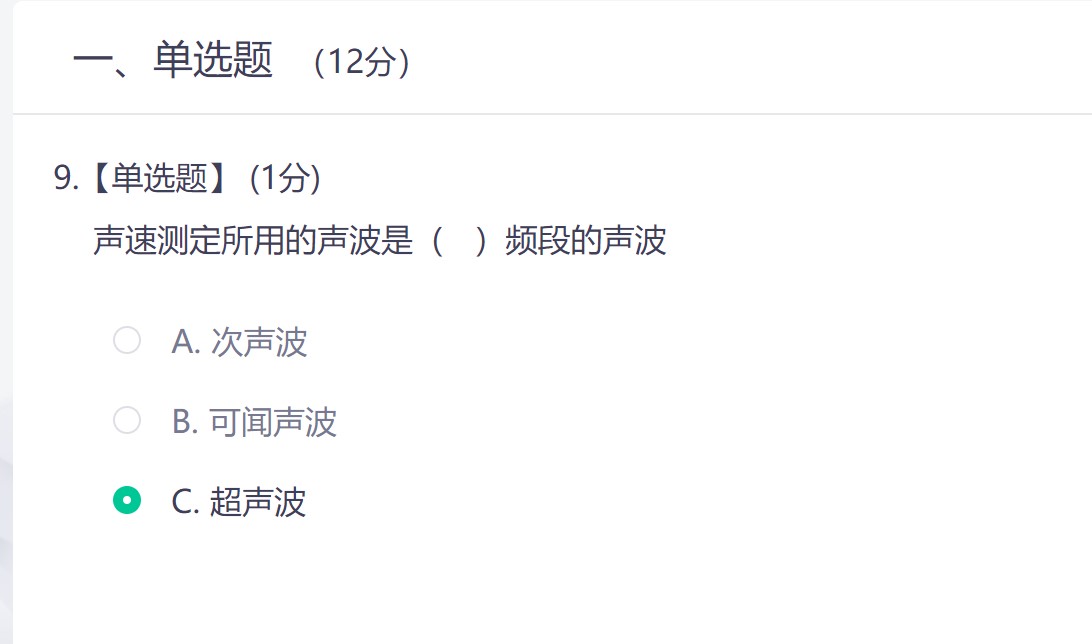 一、单选题 （12分）
9.【单选题】 (1分)
声速测定所用的声波是（ ）频段的声波
A. 次声波
B. 可闻声波
C. 超声波